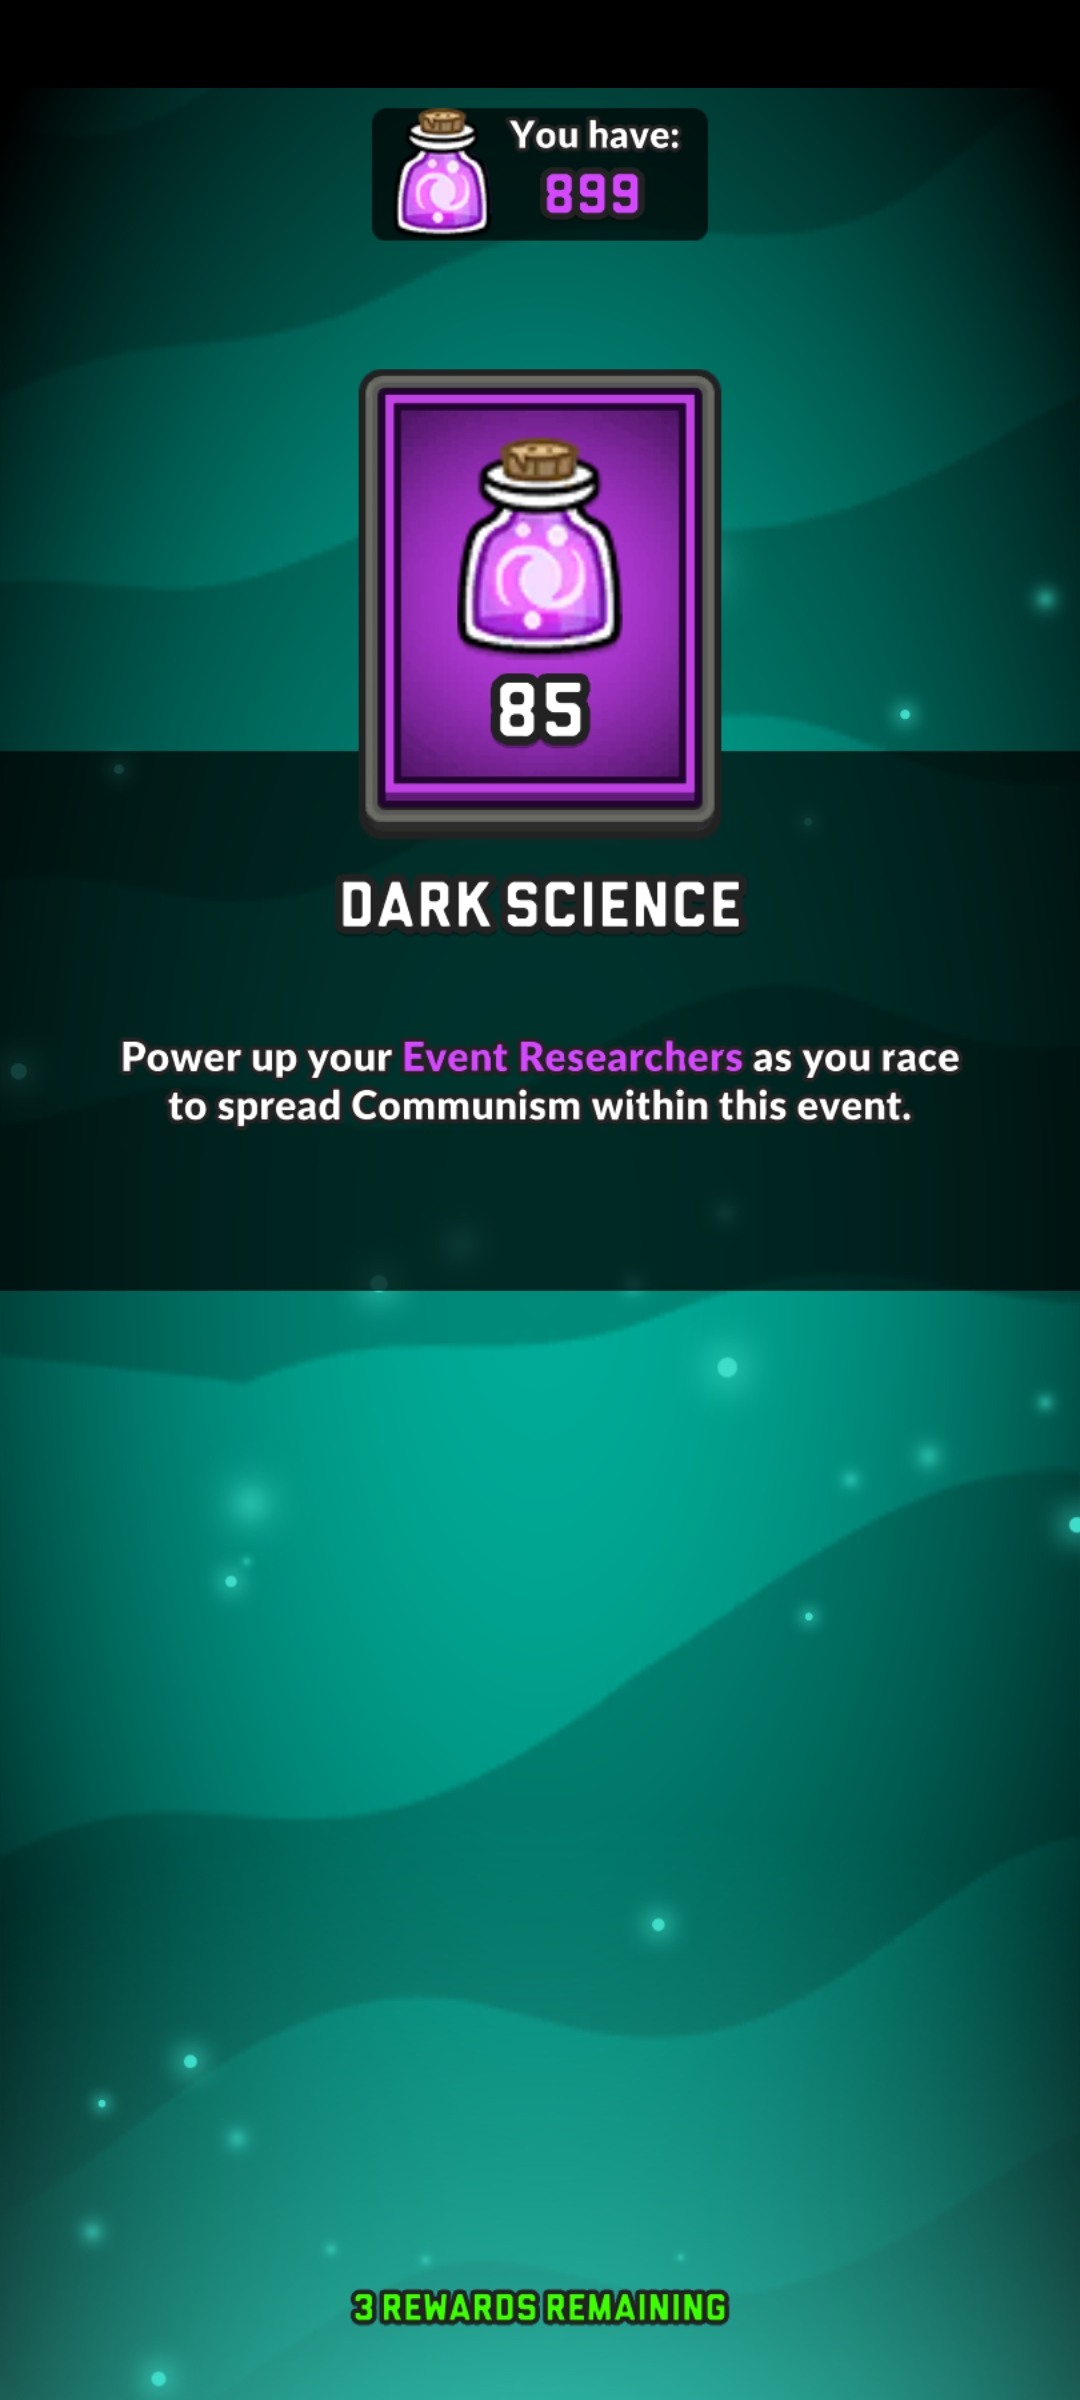 You have:
899
85
DARK SCIENCE
Power up your Event Researchers as you race
to spread Communism within this event.
3 REWARDS REMAINING